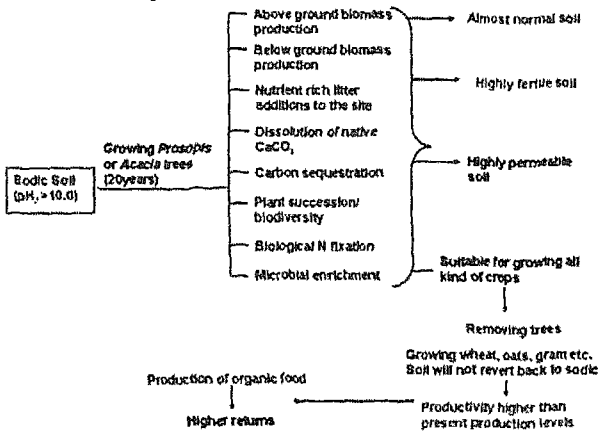 Above ground biomass
production
Below ground biomass
production
Nutrient rich litter
additions to the site
Dissolution of native
CaCO₃
Carbon sequestration
Plant succession/
biodiversity
Biological N fixation
Microbial enrichment
Growing Prosopis
or Acacia trees
(20years)
Sodic Soil
(pH₂ > 10.0)
Almost normal soil
Highly fertile soil
Highly permeable
soil
Suitable for growing all
kind of crops
Removing trees
Growing wheat, oats, gram etc.
Soil will not revert back to sodic
Productivity higher than
present production levels
Production of organic food
Higher returns